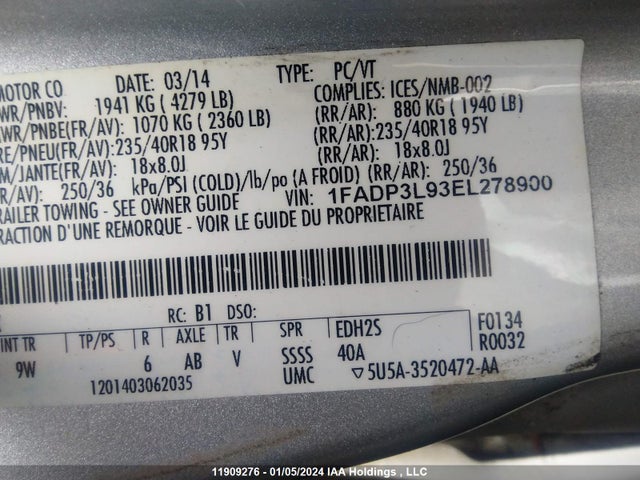 MOTOR CO DATE: 03/14 TYPE: PC/VT
WR/PNBV: 1941 KG ( 4279 LB) COMPLIES: ICES/NMB-002
WR/PNBE(FR/AV): 1070 KG ( 2360 LB) (RR/AR): 880 KG ( 1940 LB)
RE/PNEU(FR/AV): 235/40R18 95Y (RR/AR): 235/40R18 95Y
M/JANTE(FR/AV): 18x8.0J (RR/AR): 18x8.0J
R/AV): 250/36 kPa/PSI (COLD)/lb/po (A FROID) (RR/AR): 250/36
RAILER TOWING - SEE OWNER GUIDE VIN: 1FADP3L93EL278900
RACTION D'UNE REMORQUE - VOIR LE GUIDE DU PROPRIETAIRE
RC: B1 DSO:
INT TR TP/PS R AXLE TR SPR EDH2S F0134
9W 6 AB V SSSS 40A R0032
1201403062035 UMC ▽5U5A-3520472-AA
11909276 - 01/05/2024 IAA Holdings , LLC